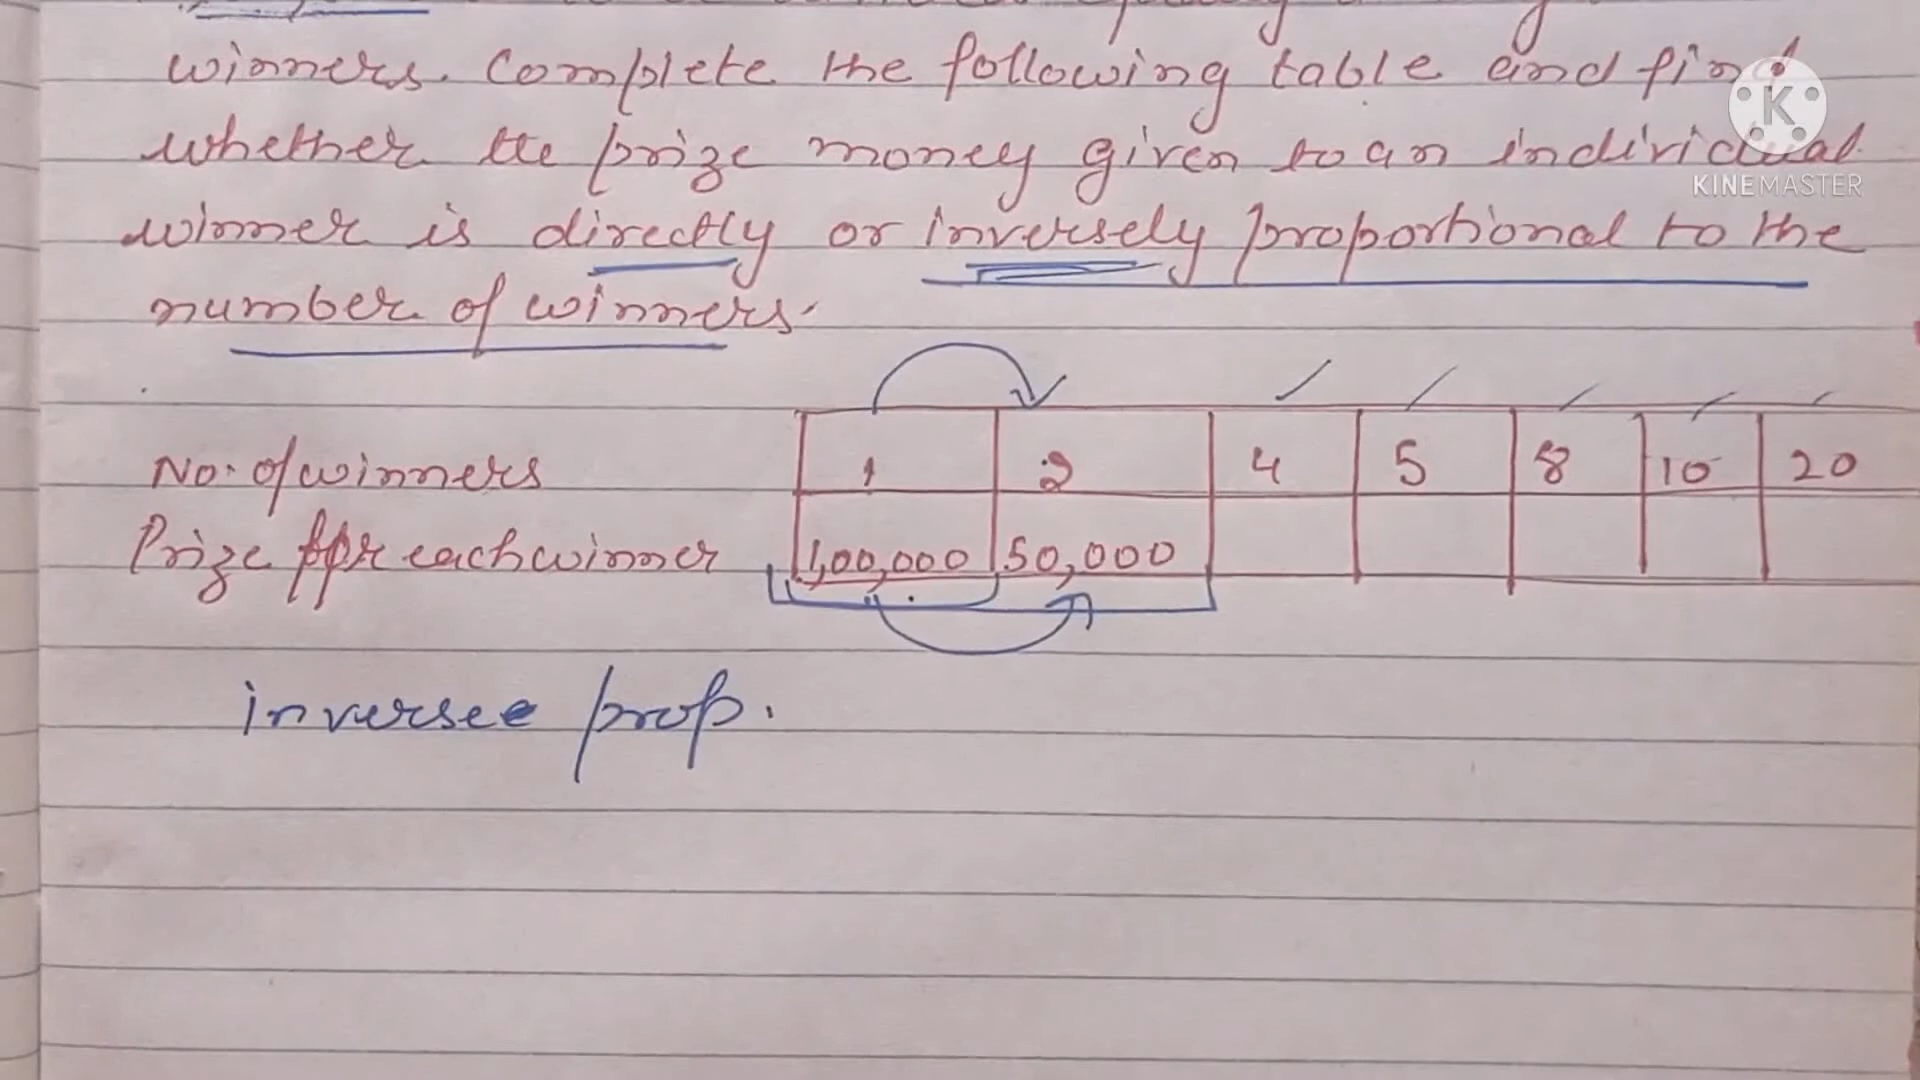 winners. Complete the following table and find
whether the prize money given to an individual
winner is directly or inversely proportional to the
number of winners.
No. of winners 1 2 4 5 8 10 20
Prize for each winner 1,00,000 50,000
inversee prop.
K
KINEMASTER